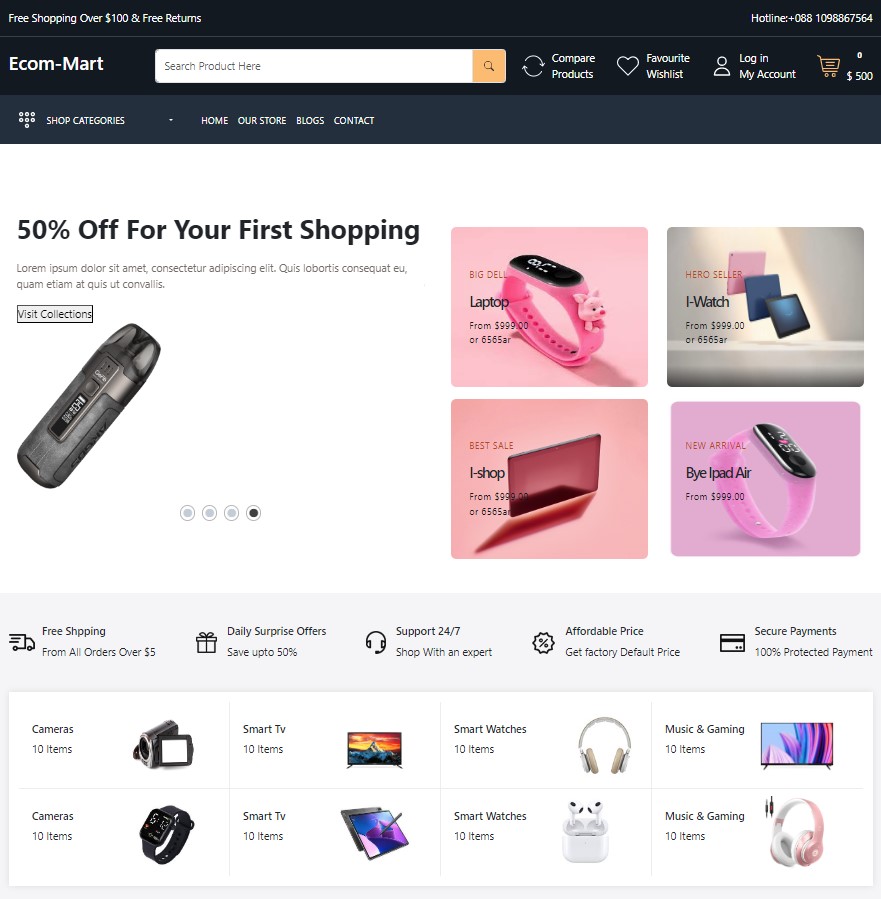 Free Shopping Over $100 & Free Returns
Hotline:+088 1098867564
Ecom-Mart
Search Product Here
Compare
Products
Favourite
Wishlist
Log in
My Account
0
$ 500
SHOP CATEGORIES
HOME OUR STORE BLOGS CONTACT
50% Off For Your First Shopping
Lorem ipsum dolor sit amet, consectetur adipiscing elit. Quis lobortis consequat eu,
quam etiam at quis ut convallis.
Visit Collections
BIG DELL
Laptop
From $999.00
or 6565ar
HERO SELLER
I-Watch
From $999.00
or 6565ar
BEST SALE
I-shop
From $999.00
or 6565ar
NEW ARRIVAL
Bye Ipad Air
From $999.00
Free Shpping
From All Orders Over $5
Daily Surprise Offers
Save upto 50%
Support 24/7
Shop With an expert
Affordable Price
Get factory Default Price
Secure Payments
100% Protected Payment
Cameras
10 Items
Smart Tv
10 Items
Smart Watches
10 Items
Music & Gaming
10 Items
Cameras
10 Items
Smart Tv
10 Items
Smart Watches
10 Items
Music & Gaming
10 Items